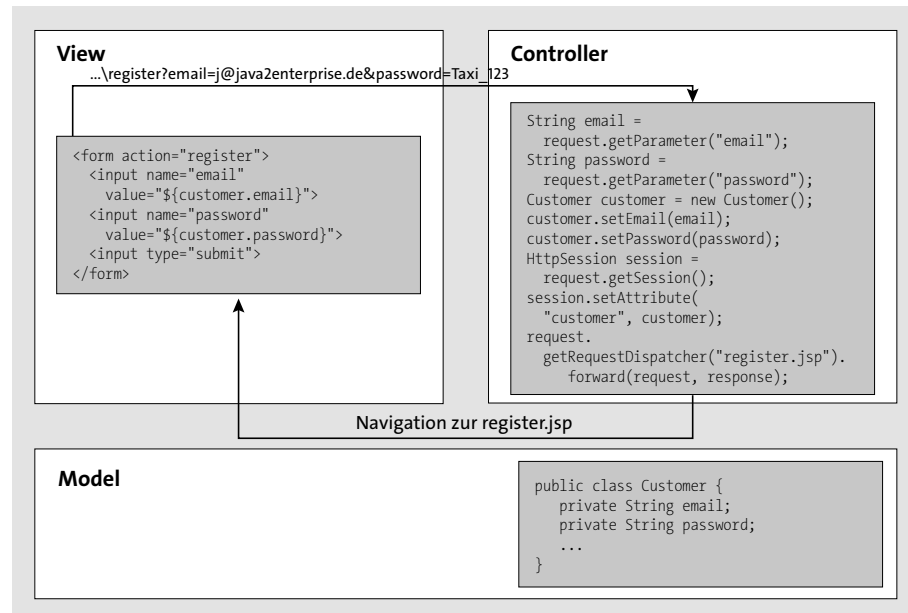 View
...\register?email=j@java2enterprise.de&password=Taxi_123
<form action="register">
<input name="email"
value="${customer.email}">
<input name="password"
value="${customer.password}">
<input type="submit">
</form>
Controller
String email =
request.getParameter("email");
String password =
request.getParameter("password");
Customer customer = new Customer();
customer.setEmail(email);
customer.setPassword(password);
HttpSession session =
request.getSession();
session.setAttribute(
"customer", customer);
request.
getRequestDispatcher("register.jsp").
forward(request, response);
Navigation zur register.jsp
Model
public class Customer {
private String email;
private String password;
...
}